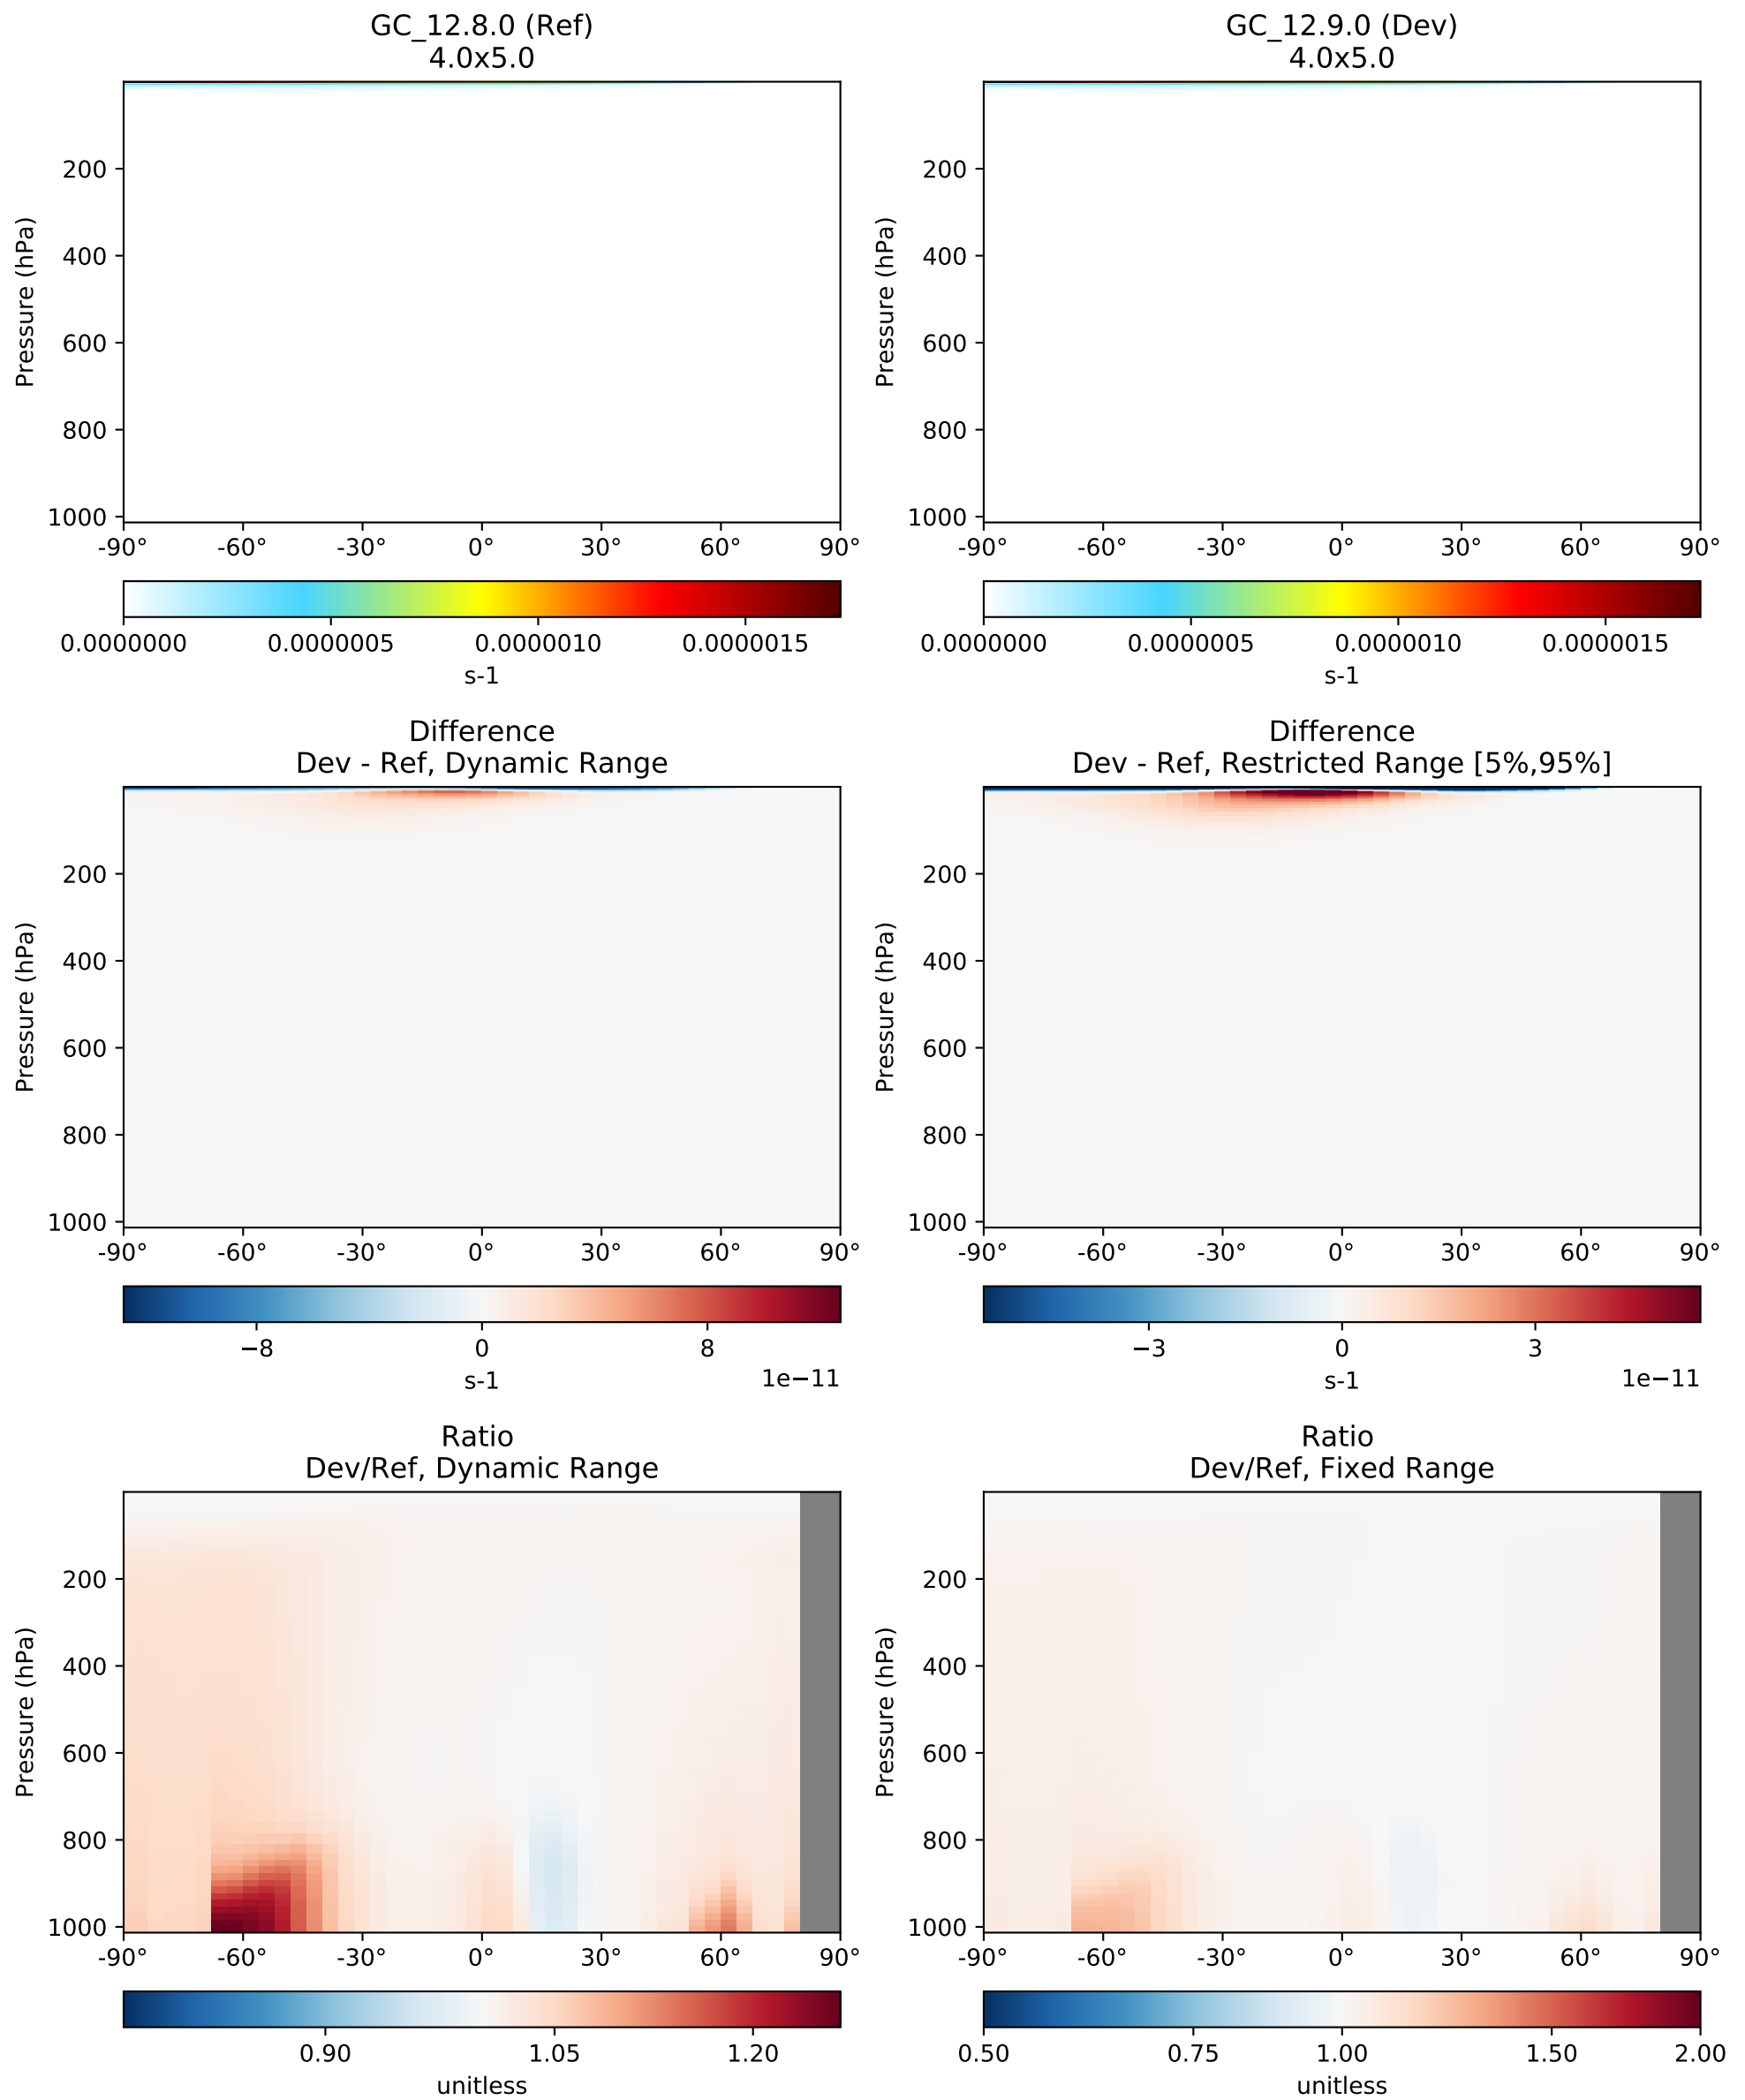 GC_12.8.0 (Ref)
4.0x5.0
Pressure (hPa)
200
400
600
800
1000
-90° -60° -30° 0° 30° 60° 90°
0.0000000 0.0000005 0.0000010 0.0000015
s-1
GC_12.9.0 (Dev)
4.0x5.0
Pressure (hPa)
200
400
600
800
1000
-90° -60° -30° 0° 30° 60° 90°
0.0000000 0.0000005 0.0000010 0.0000015
s-1
Difference
Dev - Ref, Dynamic Range
Pressure (hPa)
200
400
600
800
1000
-90° -60° -30° 0° 30° 60° 90°
−8 0 8
1e−11
s-1
Difference
Dev - Ref, Restricted Range [5%,95%]
Pressure (hPa)
200
400
600
800
1000
-90° -60° -30° 0° 30° 60° 90°
−3 0 3
1e−11
s-1
Ratio
Dev/Ref, Dynamic Range
Pressure (hPa)
200
400
600
800
1000
-90° -60° -30° 0° 30° 60° 90°
0.90 1.05 1.20
unitless
Ratio
Dev/Ref, Fixed Range
Pressure (hPa)
200
400
600
800
1000
-90° -60° -30° 0° 30° 60° 90°
0.50 0.75 1.00 1.50 2.00
unitless